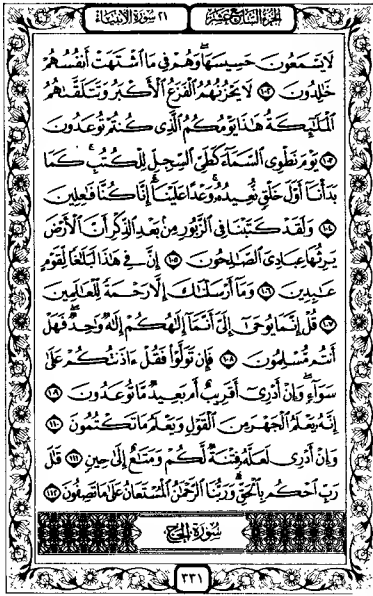 الجزء السابع عشر ٢١ سورة الأنبياء
لَا يَسْمَعُونَ حَسِيسَهَا ۖ وَهُمْ فِي مَا اشْتَهَتْ أَنفُسُهُمْ
خَالِدُونَ ١٠٢ لَا يَحْزُنُهُمُ الْفَزَعُ الْأَكْبَرُ وَتَتَلَقَّاهُمُ
الْمَلَائِكَةُ هَٰذَا يَوْمُكُمُ الَّذِي كُنتُمْ تُوعَدُونَ
١٠٣ يَوْمَ نَطْوِي السَّمَاءَ كَطَيِّ السِّجِلِّ لِلْكُتُبِ ۚ كَمَا
بَدَأْنَا أَوَّلَ خَلْقٍ نُّعِيدُهُ ۚ وَعْدًا عَلَيْنَا ۚ إِنَّا كُنَّا فَاعِلِينَ
١٠٤ وَلَقَدْ كَتَبْنَا فِي الزَّبُورِ مِن بَعْدِ الذِّكْرِ أَنَّ الْأَرْضَ
يَرِثُهَا عِبَادِيَ الصَّالِحُونَ ١٠٥ إِنَّ فِي هَٰذَا لَبَلَاغًا لِّقَوْمٍ
عَابِدِينَ ١٠٦ وَمَا أَرْسَلْنَاكَ إِلَّا رَحْمَةً لِّلْعَالَمِينَ
١٠٧ قُلْ إِنَّمَا يُوحَىٰ إِلَيَّ أَنَّمَا إِلَٰهُكُمْ إِلَٰهٌ وَاحِدٌ ۖ فَهَلْ
أَنتُم مُّسْلِمُونَ ١٠٨ فَإِن تَوَلَّوْا فَقُلْ آذَنتُكُمْ عَلَىٰ
سَوَاءٍ ۖ وَإِنْ أَدْرِي أَقَرِيبٌ أَم بَعِيدٌ مَّا تُوعَدُونَ ١٠٩
إِنَّهُ يَعْلَمُ الْجَهْرَ مِنَ الْقَوْلِ وَيَعْلَمُ مَا تَكْتُمُونَ ١١٠
وَإِنْ أَدْرِي لَعَلَّهُ فِتْنَةٌ لَّكُمْ وَمَتَاعٌ إِلَىٰ حِينٍ ١١١ قَالَ
رَبِّ احْكُم بِالْحَقِّ ۗ وَرَبُّنَا الرَّحْمَٰنُ الْمُسْتَعَانُ عَلَىٰ مَا تَصِفُونَ ١١٢
سورة الحج
٣٣١